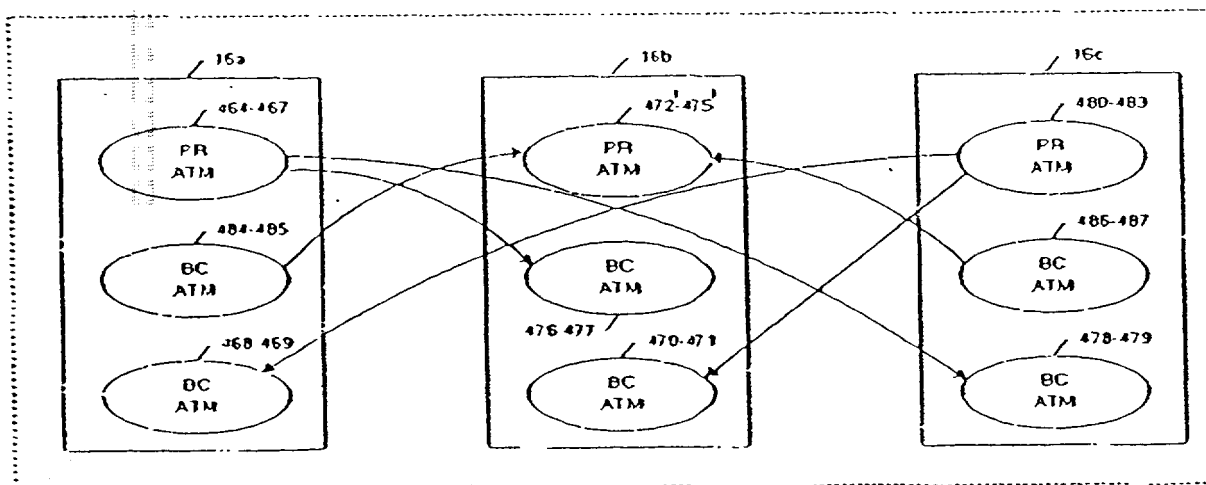 16a
464-467
PR
ATM
484-485
BC
ATM
468-469
BC
ATM
16b
472-475
PR
ATM
BC
ATM
476-477
470-471
BC
ATM
16c
480-483
PR
ATM
486-487
BC
ATM
478-479
BC
ATM